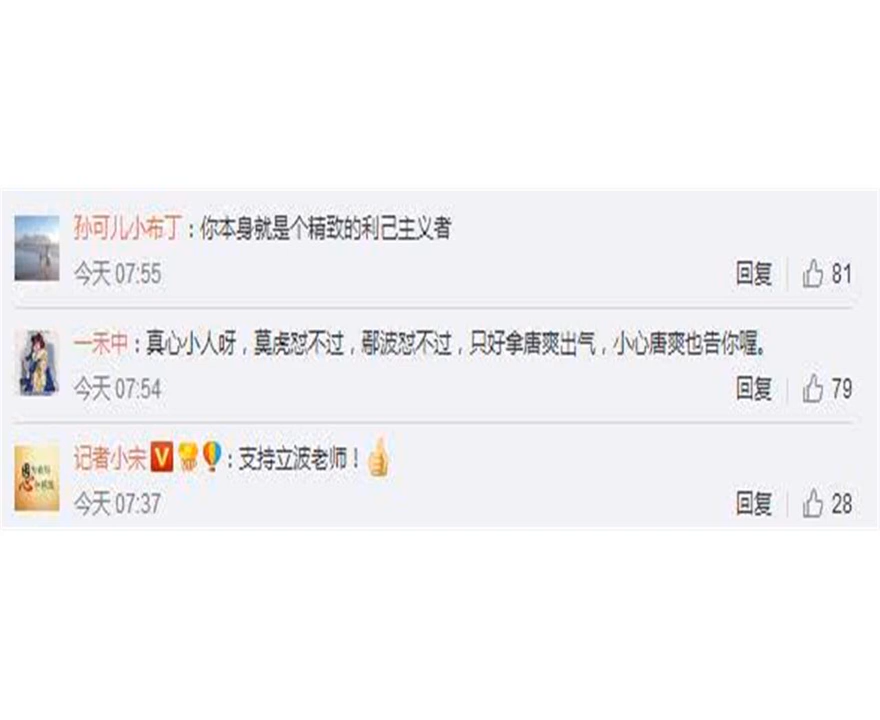 孙可儿小布丁：你本身就是个精致的利己主义者
今天 07:55 回复 81
一禾中：真心小人呀，莫虎怼不过，鄢波怼不过，只好拿唐爽出气，小心唐爽也告你喔。
今天 07:54 回复 79
记者小宋V：支持立波老师！
今天 07:37 回复 28